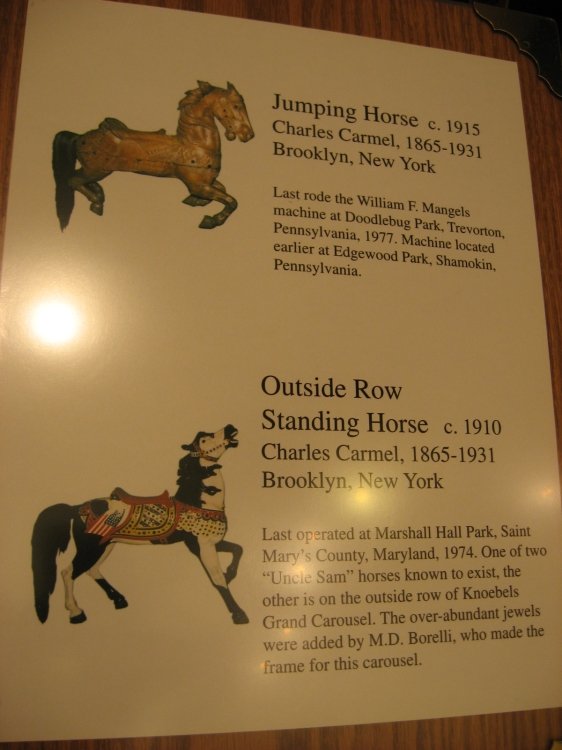 Jumping Horse c. 1915
Charles Carmel, 1865-1931
Brooklyn, New York
Last rode the William F. Mangels
machine at Doodlebug Park, Trevorton,
Pennsylvania, 1977. Machine located
earlier at Edgewood Park, Shamokin,
Pennsylvania.
Outside Row
Standing Horse c. 1910
Charles Carmel, 1865-1931
Brooklyn, New York
Last operated at Marshall Hall Park, Saint
Mary's County, Maryland, 1974. One of two
"Uncle Sam" horses known to exist, the
other is on the outside row of Knoebels
Grand Carousel. The over-abundant jewels
were added by M.D. Borelli, who made the
frame for this carousel.